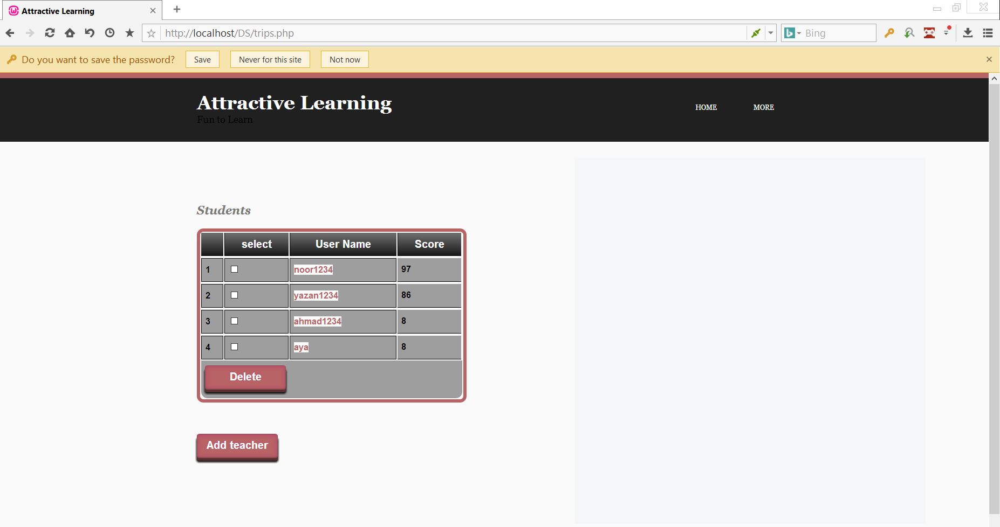 Attractive Learning
http://localhost/DS/trips.php
Bing
Do you want to save the password?
Save
Never for this site
Not now
Attractive Learning
Fun to Learn
HOME
MORE
Students
select User Name Score
1 noor1234 97
2 yazan1234 86
3 ahmad1234 8
4 aya 8
Delete
Add teacher